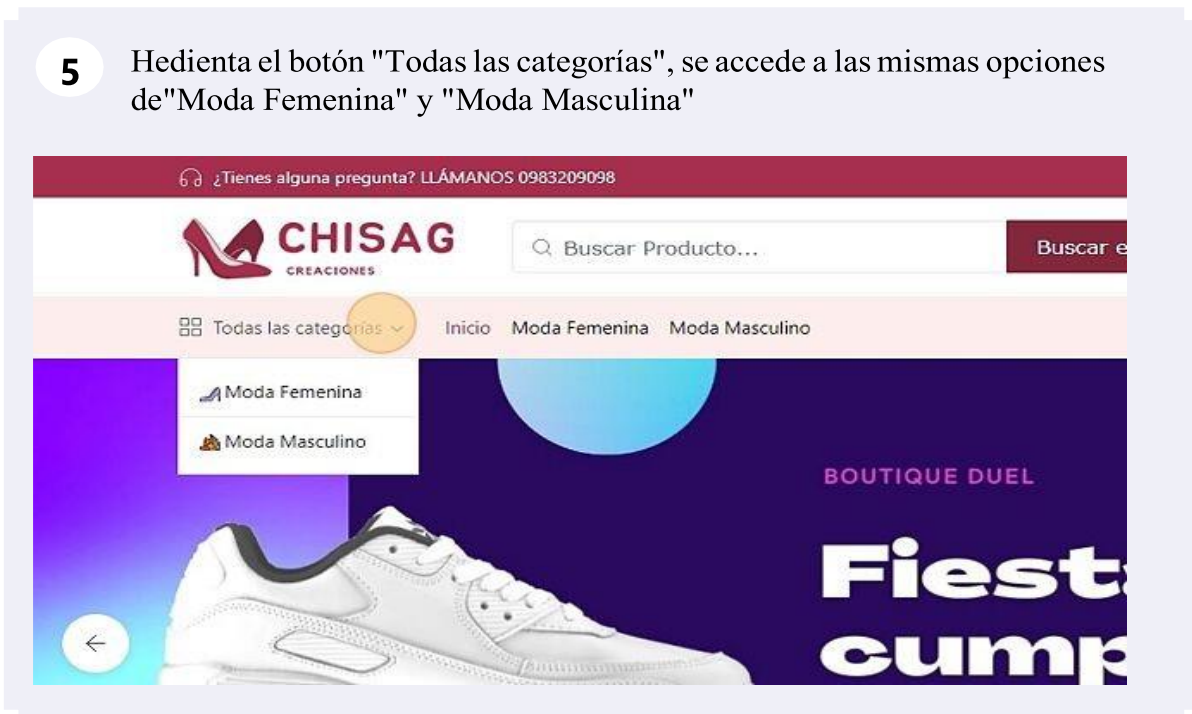 5
Hedienta el botón "Todas las categorías", se accede a las mismas opciones
de"Moda Femenina" y "Moda Masculina"
¿Tienes alguna pregunta? LLÁMANOS 0983209098
CHISAG
CREACIONES
Buscar Producto...
Buscar e
Todas las categorías
Inicio
Moda Femenina
Moda Masculino
Moda Femenina
Moda Masculino
BOUTIQUE DUEL
Fiest
cump